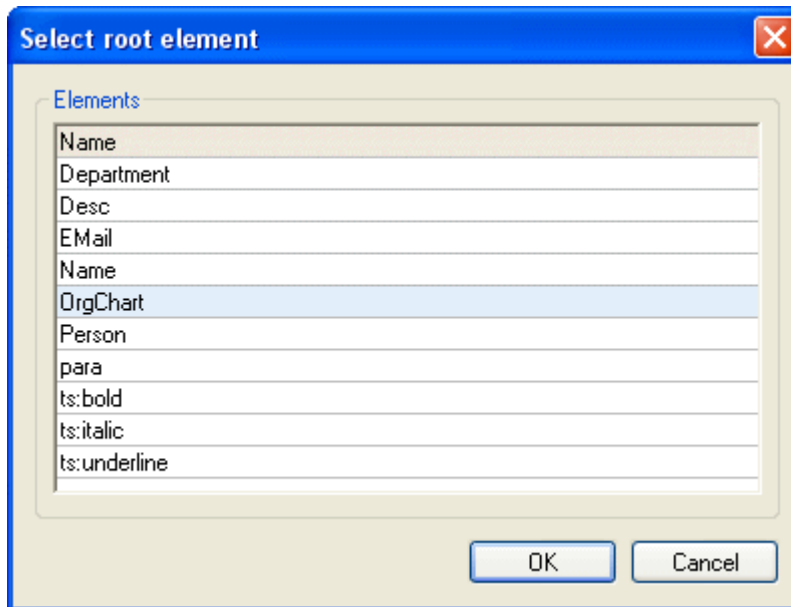 Select root element
Elements
Name
Department
Desc
EMail
Name
OrgChart
Person
para
ts:bold
ts:italic
ts:underline
OK Cancel